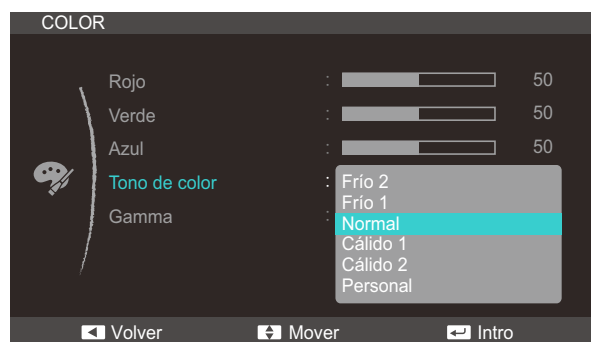 COLOR
Rojo : 50
Verde : 50
Azul : 50
Tono de color : Frío 2
Frío 1
Gamma :
Normal
Cálido 1
Cálido 2
Personal
Volver Mover Intro